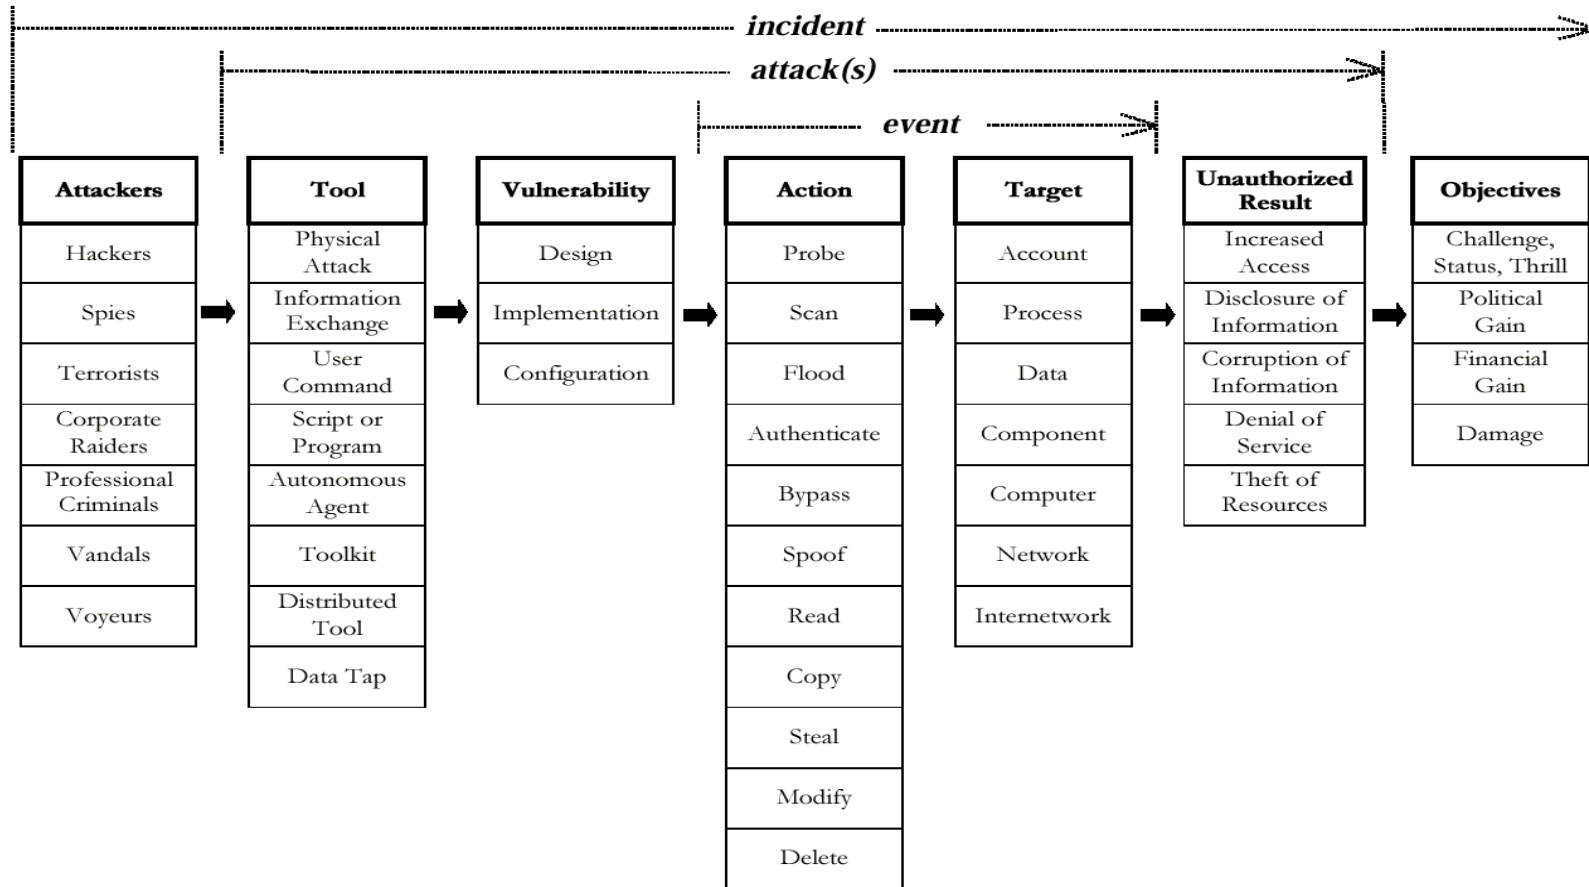 incident
attack(s)
event
Attackers
Hackers
Spies
Terrorists
Corporate
Raiders
Professional
Criminals
Vandals
Voyeurs
Tool
Physical
Attack
Information
Exchange
User
Command
Script or
Program
Autonomous
Agent
Toolkit
Distributed
Tool
Data Tap
Vulnerability
Design
Implementation
Configuration
Action
Probe
Scan
Flood
Authenticate
Bypass
Spoof
Read
Copy
Steal
Modify
Delete
Target
Account
Process
Data
Component
Computer
Network
Internetwork
Unauthorized
Result
Increased
Access
Disclosure of
Information
Corruption of
Information
Denial of
Service
Theft of
Resources
Objectives
Challenge,
Status, Thrill
Political
Gain
Financial
Gain
Damage